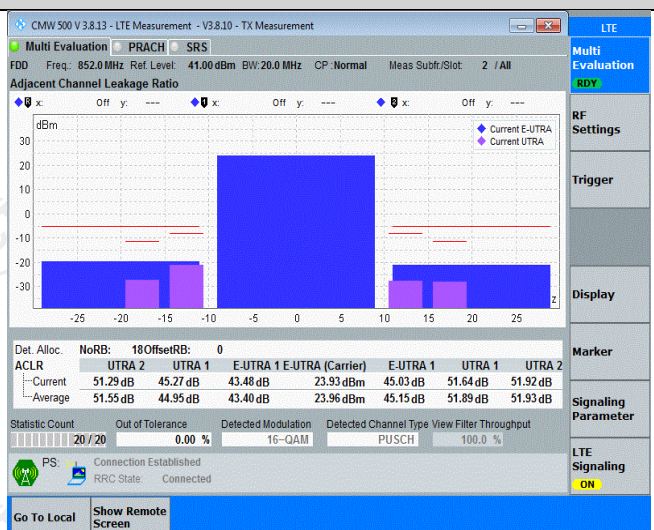 CMW 500 V 3.8.13 - LTE Measurement - V3.8.10 - TX Measurement
LTE
Multi Evaluation PRACH SRS
Multi Evaluation
RDY
FDD Freq.: 852.0 MHz Ref. Level: 41.00 dBm BW: 20.0 MHz CP :Normal Meas Subfr./Slot: 2 / All
Adjacent Channel Leakage Ratio
x: Off y: --- x: Off y: --- x: Off y: ---
dBm
Current E-UTRA
Current UTRA
30
20
10
0
-10
-20
-30
z
-25 -20 -15 -10 -5 0 5 10 15 20 25
Det. Alloc. NoRB: 18 OffsetRB: 0
ACLR UTRA 2 UTRA 1 E-UTRA 1 E-UTRA (Carrier) E-UTRA 1 UTRA 1 UTRA 2
Current 51.29 dB 45.27 dB 43.48 dB 23.93 dBm 45.03 dB 51.64 dB 51.92 dB
Average 51.55 dB 44.95 dB 43.40 dB 23.96 dBm 45.15 dB 51.89 dB 51.93 dB
Statistic Count Out of Tolerance Detected Modulation Detected Channel Type View Filter Throughput
20 / 20 0.00 % 16-QAM PUSCH 100.0 %
PS: Connection Established
RRC State: Connected
RF Settings
Trigger
Display
Marker
Signaling Parameter
LTE Signaling
ON
Go To Local
Show Remote Screen